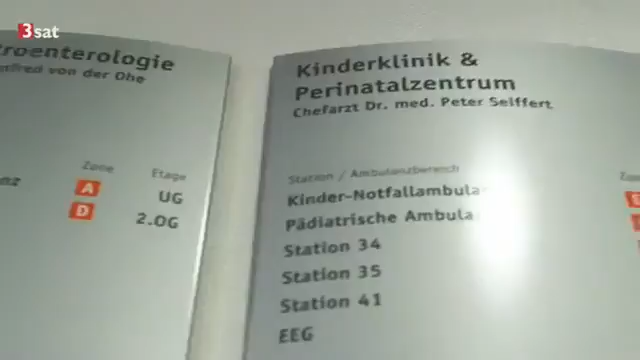 3sat
troenterologie
anfred von der Ohe
Zone Etage
A UG
D 2.OG
Kinderklinik &
Perinatalzentrum
Chefarzt Dr. med. Peter Seiffert
Station / Ambulanzbereich
Kinder-Notfallambula
Pädiatrische Ambula
Station 34
Station 35
Station 41
EEG